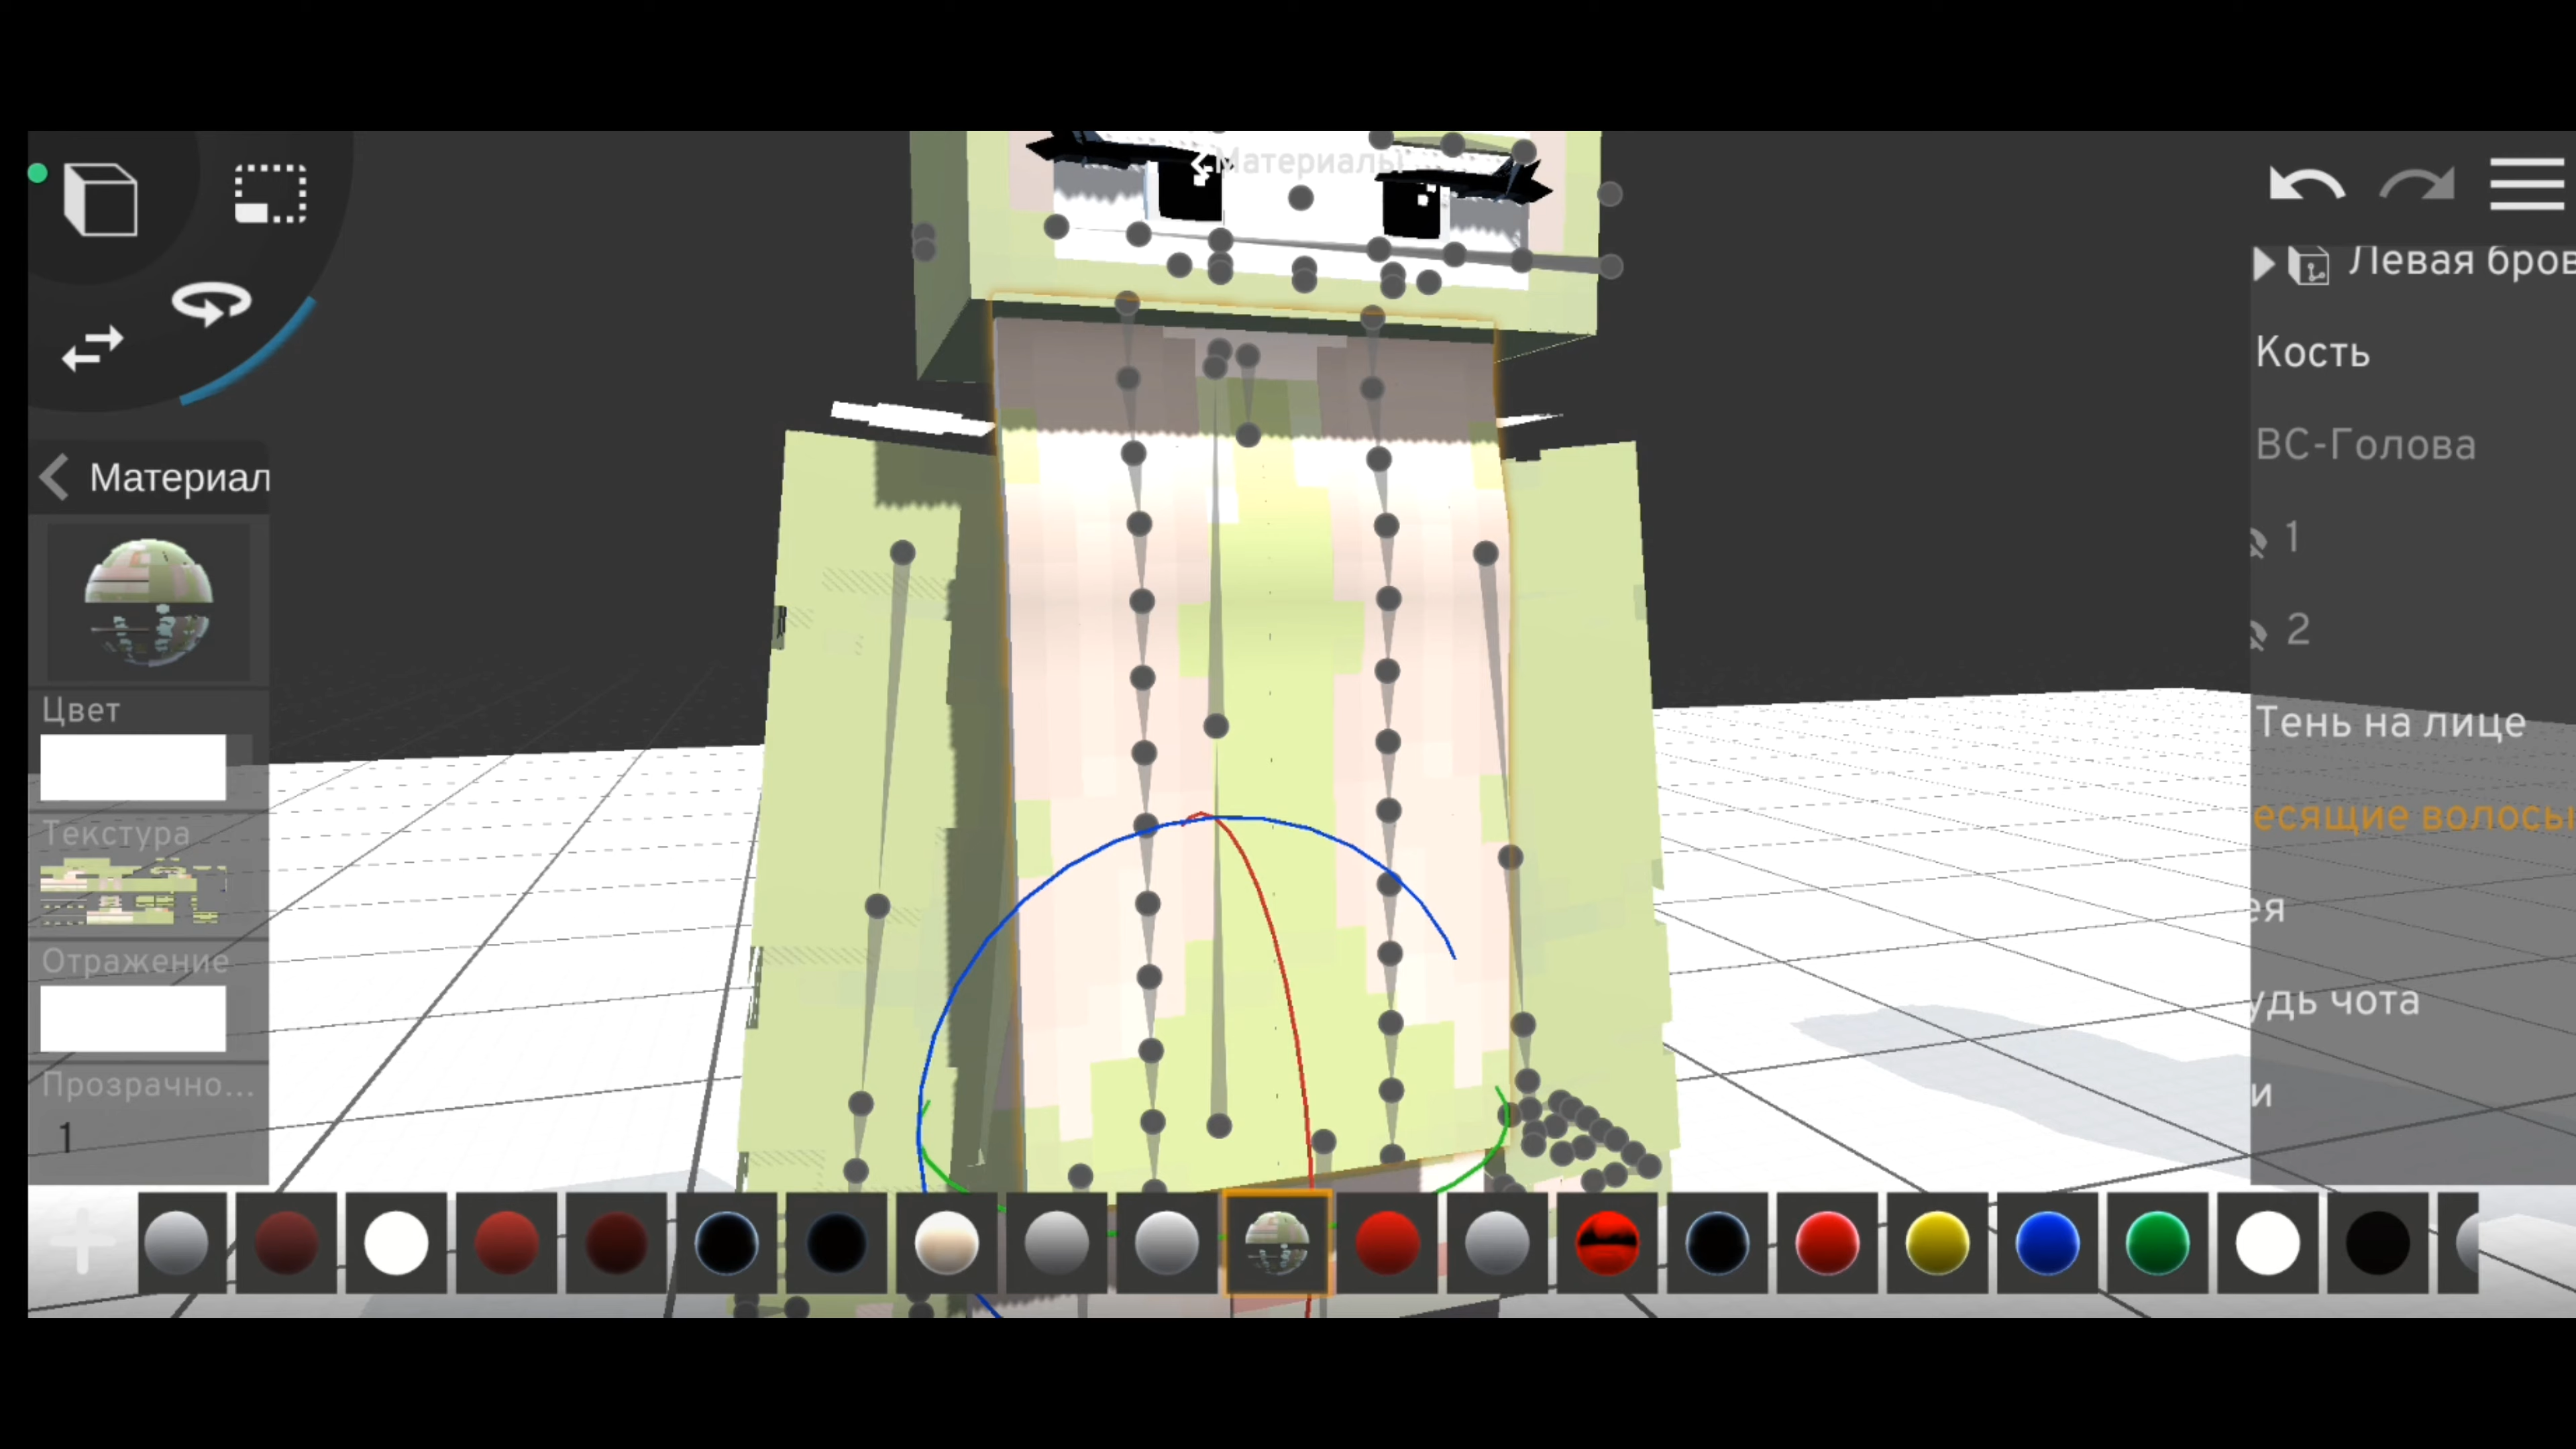 Материалы
Материал
Цвет
Текстура
Отражение
Прозрачно...
1
Левая бров
Кость
ВС-Голова
1
2
Тень на лице
есящие волосы
ея
удь чота
и